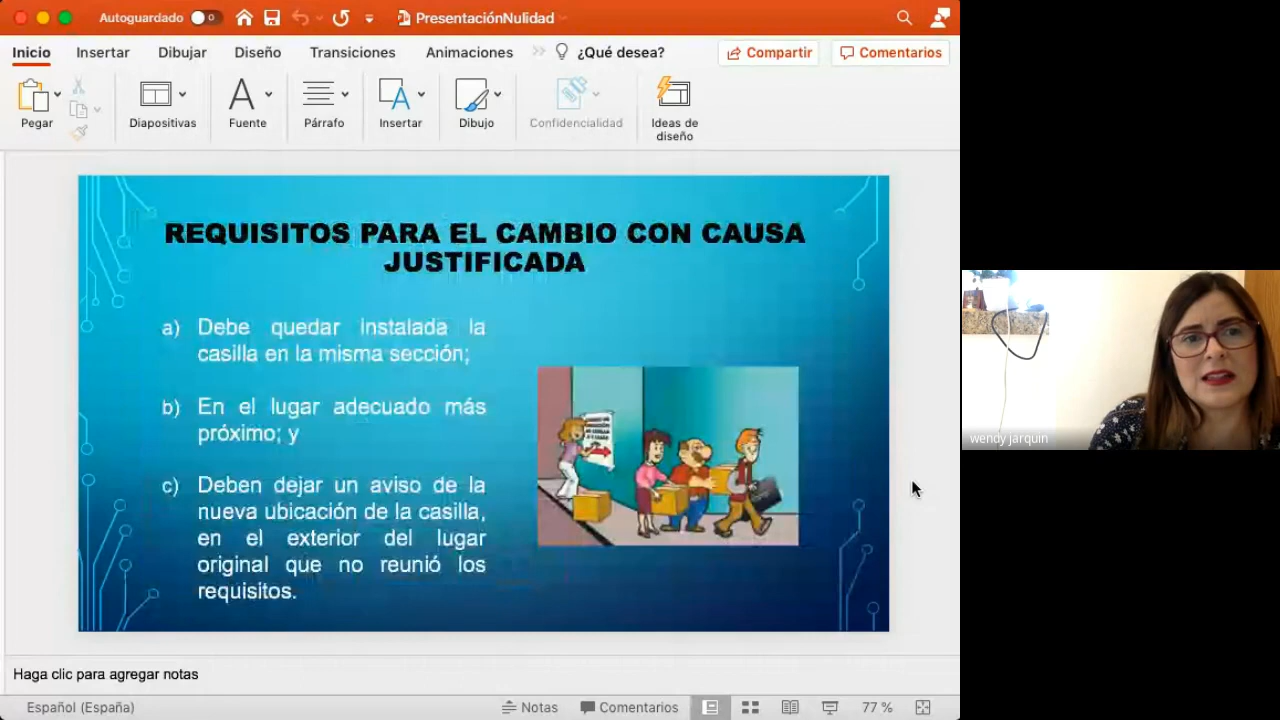 Autoguardado
PresentaciónNulidad
Inicio
Insertar
Dibujar
Diseño
Transiciones
Animaciones
¿Qué desea?
Compartir
Comentarios
Pegar
Diapositivas
Fuente
Párrafo
Insertar
Dibujo
Confidencialidad
Ideas de
diseño
REQUISITOS PARA EL CAMBIO CON CAUSA
JUSTIFICADA
a) Debe quedar instalada la
casilla en la misma sección;
b) En el lugar adecuado más
próximo; y
c) Deben dejar un aviso de la
nueva ubicación de la casilla,
en el exterior del lugar
original que no reunió los
requisitos.
wendy jarquin
Haga clic para agregar notas
Español (España)
Notas
Comentarios
77 %